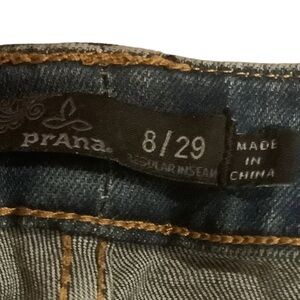 prAna.
8/29
REGULAR INSEAM
MADE
IN
CHINA